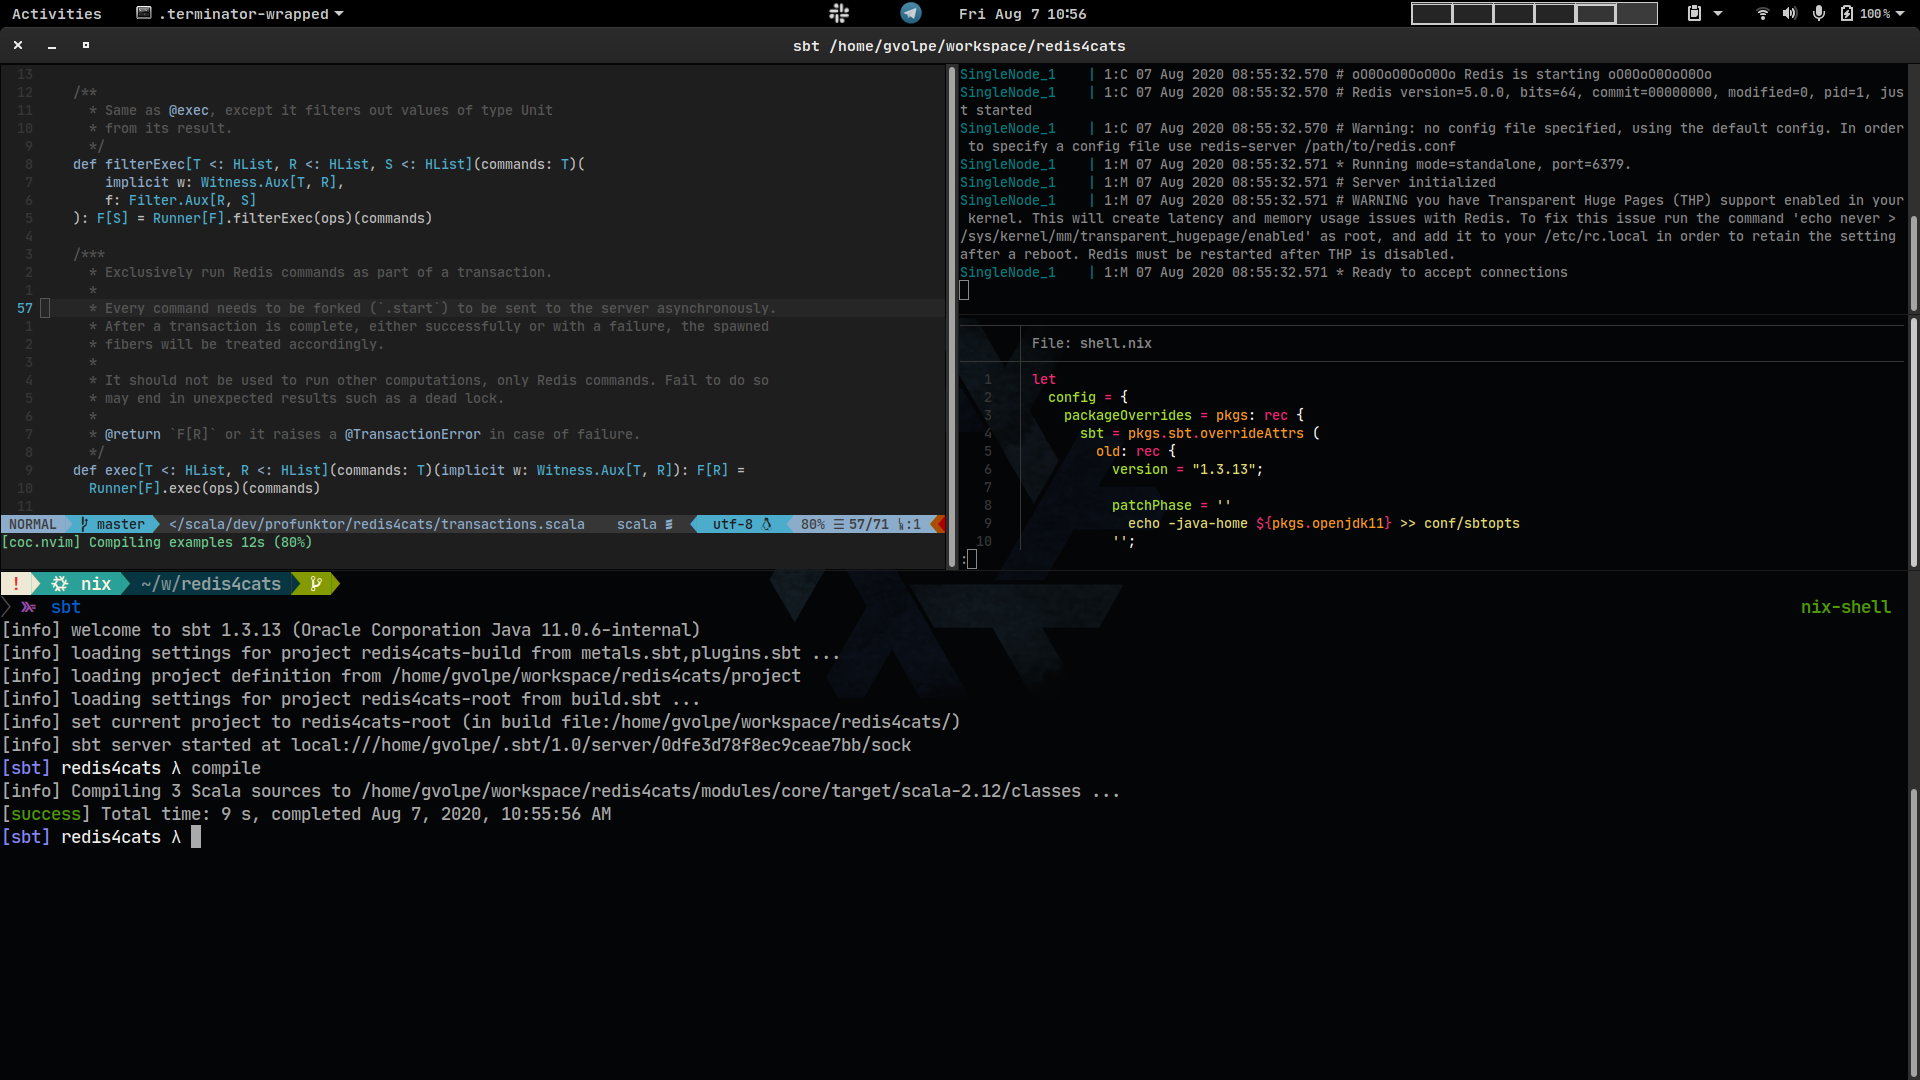 Activities
.terminator-wrapped
Fri Aug 7 10:56
100%
sbt /home/gvolpe/workspace/redis4cats
13
12 /**
11 * Same as @exec, except it filters out values of type Unit
10 * from its result.
9 */
8 def filterExec[T <: HList, R <: HList, S <: HList](commands: T)(
7 implicit w: Witness.Aux[T, R],
6 f: Filter.Aux[R, S]
5 ): F[S] = Runner[F].filterExec(ops)(commands)
4
3 /***
2 * Exclusively run Redis commands as part of a transaction.
1 *
57 * Every command needs to be forked (`.start`) to be sent to the server asynchronously.
1 * After a transaction is complete, either successfully or with a failure, the spawned
2 * fibers will be treated accordingly.
3 *
4 * It should not be used to run other computations, only Redis commands. Fail to do so
5 * may end in unexpected results such as a dead lock.
6 *
7 * @return `F[R]` or it raises a @TransactionError in case of failure.
8 */
9 def exec[T <: HList, R <: HList](commands: T)(implicit w: Witness.Aux[T, R]): F[R] =
10 Runner[F].exec(ops)(commands)
11
NORMAL master </scala/dev/profunktor/redis4cats/transactions.scala scala utf-8 80% ☰ 57/71 :1
[coc.nvim] Compiling examples 12s (80%)
SingleNode_1 | 1:C 07 Aug 2020 08:55:32.570 # oO0OoO0OoO0Oo Redis is starting oO0OoO0OoO0Oo
SingleNode_1 | 1:C 07 Aug 2020 08:55:32.570 # Redis version=5.0.0, bits=64, commit=00000000, modified=0, pid=1, jus
t started
SingleNode_1 | 1:C 07 Aug 2020 08:55:32.570 # Warning: no config file specified, using the default config. In order
to specify a config file use redis-server /path/to/redis.conf
SingleNode_1 | 1:M 07 Aug 2020 08:55:32.571 * Running mode=standalone, port=6379.
SingleNode_1 | 1:M 07 Aug 2020 08:55:32.571 # Server initialized
SingleNode_1 | 1:M 07 Aug 2020 08:55:32.571 # WARNING you have Transparent Huge Pages (THP) support enabled in your
kernel. This will create latency and memory usage issues with Redis. To fix this issue run the command 'echo never >
/sys/kernel/mm/transparent_hugepage/enabled' as root, and add it to your /etc/rc.local in order to retain the setting
after a reboot. Redis must be restarted after THP is disabled.
SingleNode_1 | 1:M 07 Aug 2020 08:55:32.571 * Ready to accept connections
File: shell.nix
1 let
2 config = {
3 packageOverrides = pkgs: rec {
4 sbt = pkgs.sbt.overrideAttrs (
5 old: rec {
6 version = "1.3.13";
7
8 patchPhase = ''
9 echo -java-home ${pkgs.openjdk11} >> conf/sbtopts
10 '';
:
! nix ~/w/redis4cats
sbt
nix-shell
[info] welcome to sbt 1.3.13 (Oracle Corporation Java 11.0.6-internal)
[info] loading settings for project redis4cats-build from metals.sbt,plugins.sbt ...
[info] loading project definition from /home/gvolpe/workspace/redis4cats/project
[info] loading settings for project redis4cats-root from build.sbt ...
[info] set current project to redis4cats-root (in build file:/home/gvolpe/workspace/redis4cats/)
[info] sbt server started at local:///home/gvolpe/.sbt/1.0/server/0dfe3d78f8ec9ceae7bb/sock
[sbt] redis4cats λ compile
[info] Compiling 3 Scala sources to /home/gvolpe/workspace/redis4cats/modules/core/target/scala-2.12/classes ...
[success] Total time: 9 s, completed Aug 7, 2020, 10:55:56 AM
[sbt] redis4cats λ